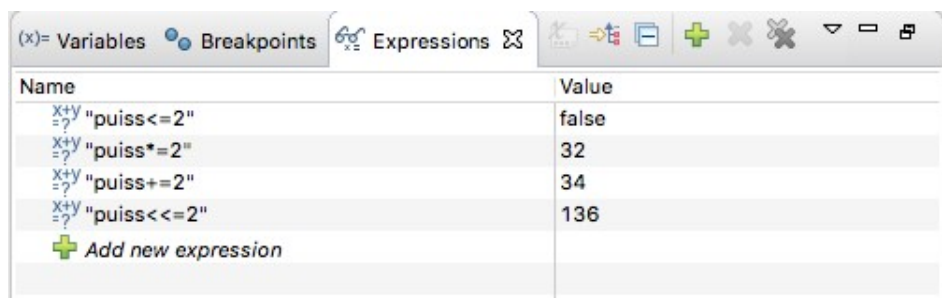 (x)= Variables Breakpoints Expressions
Name Value
"puiss<=2" false
"puiss*=2" 32
"puiss+=2" 34
"puiss<<=2" 136
Add new expression